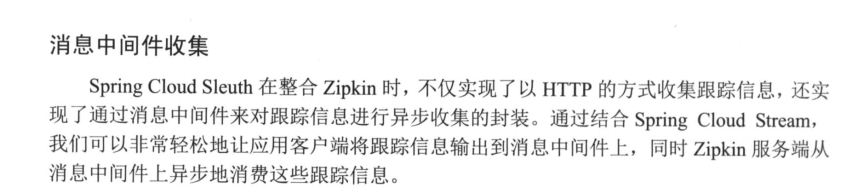 消息中间件收集
Spring Cloud Sleuth 在整合 Zipkin 时，不仅实现了以 HTTP 的方式收集跟踪信息，还实
现了通过消息中间件来对跟踪信息进行异步收集的封装。通过结合 Spring Cloud Stream，
我们可以非常轻松地让应用客户端将跟踪信息输出到消息中间件上，同时 Zipkin 服务端从
消息中间件上异步地消费这些跟踪信息。